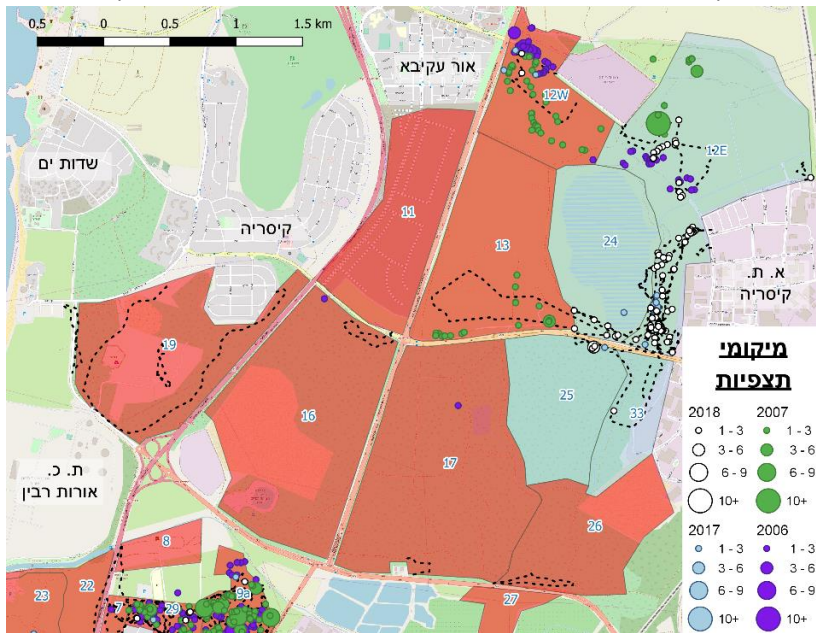 0.5 0 0.5 1 1.5 km
אור עקיבא
12W
12E
שדות ים
11
קיסריה
24
13
א. ת.
קיסריה
19
16
25
33
17
ת. כ.
אורות רבין
26
8
22
23
9a
7
29
27
מיקומי
תצפיות
2018 2007
1 - 3 1 - 3
3 - 6 3 - 6
6 - 9 6 - 9
10+ 10+
2017 2006
1 - 3 1 - 3
3 - 6 3 - 6
6 - 9 6 - 9
10+ 10+